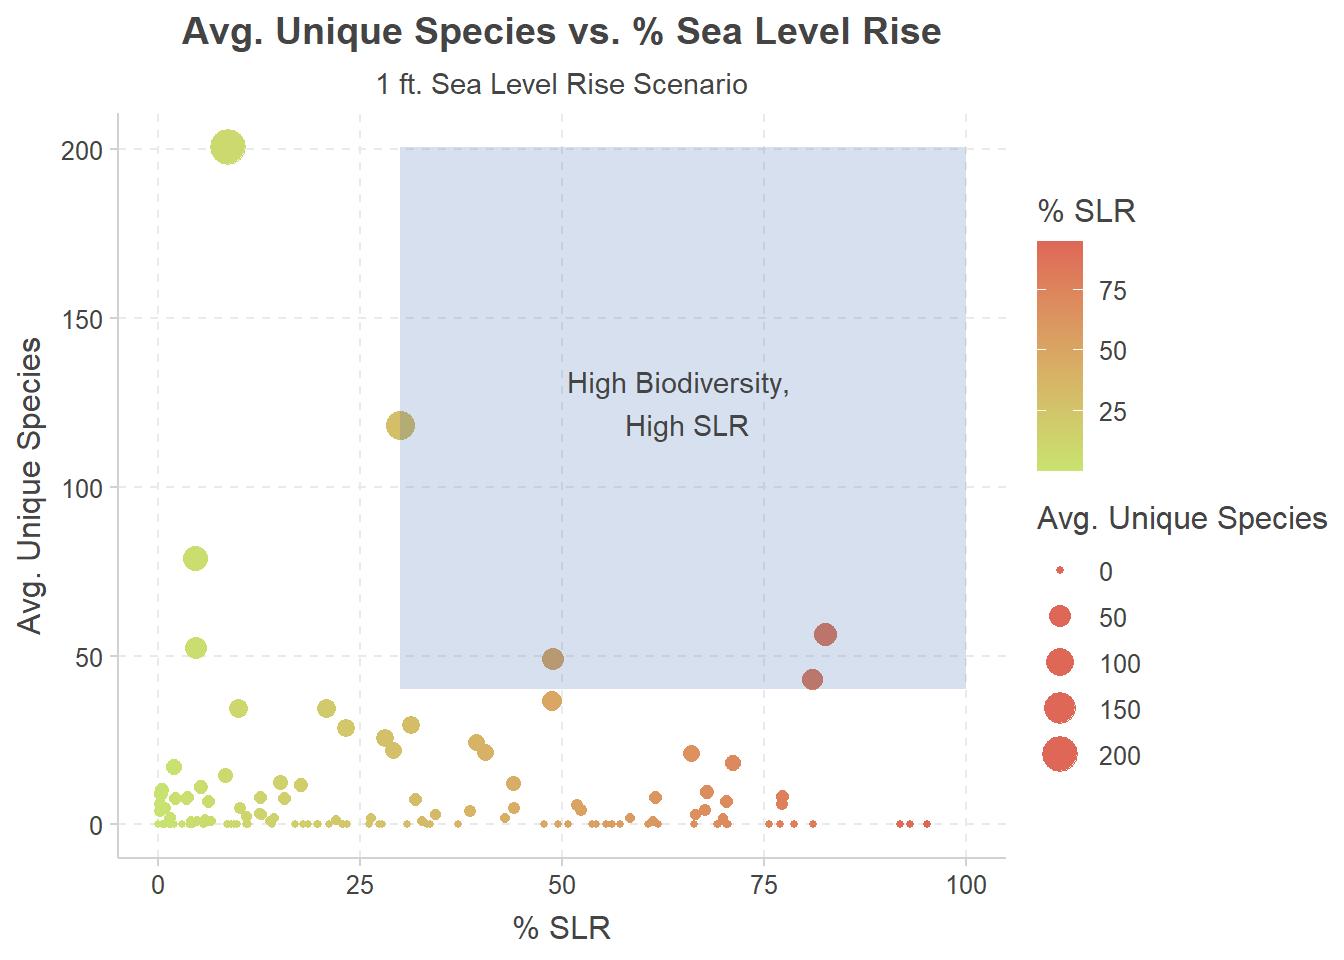 Avg. Unique Species vs. % Sea Level Rise
1 ft. Sea Level Rise Scenario
Avg. Unique Species
200
150
100
50
0
High Biodiversity,
High SLR
0
25
50
75
100
% SLR
% SLR
75
50
25
Avg. Unique Species
0
50
100
150
200